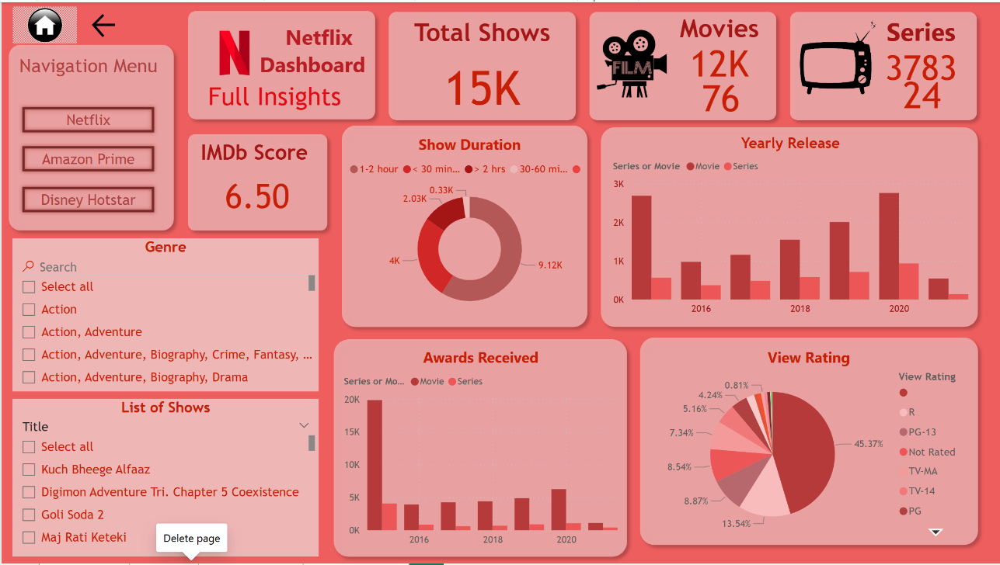 Navigation Menu
Netflix
Amazon Prime
Disney Hotstar
N
Netflix
Dashboard
Full Insights
Total Shows
15K
FILM
Movies
12K
76
Series
3783
24
IMDb Score
6.50
Show Duration
1-2 hour < 30 min... > 2 hrs 30-60 mi...
0.33K
2.03K
4K
9.12K
Yearly Release
Series or Movie Movie Series
3K
2K
1K
0K
2016 2018 2020
Genre
Search
Select all
Action
Action, Adventure
Action, Adventure, Biography, Crime, Fantasy, ...
Action, Adventure, Biography, Drama
List of Shows
Title
Select all
Kuch Bheege Alfaaz
Digimon Adventure Tri. Chapter 5 Coexistence
Goli Soda 2
Maj Rati Keteki
Delete page
Awards Received
Series or Mo... Movie Series
20K
15K
10K
5K
0K
2016 2018 2020
View Rating
0.81%
4.24%
5.16%
7.34%
8.54%
8.87%
13.54%
45.37%
View Rating
R
PG-13
Not Rated
TV-MA
TV-14
PG